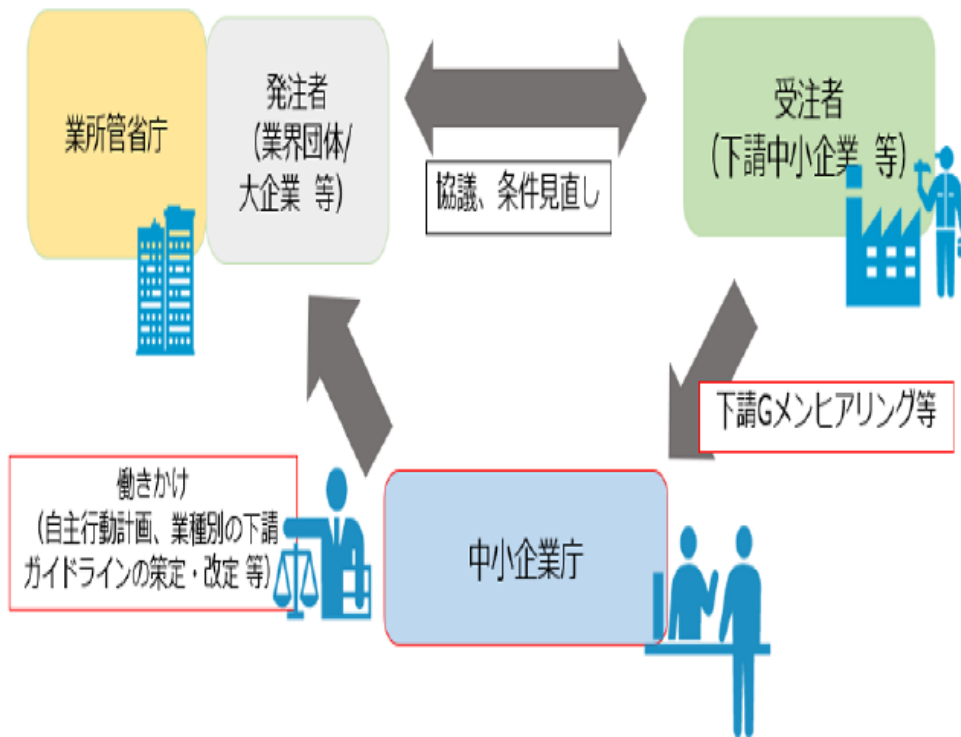 業所管省庁
発注者
(業界団体/
大企業 等)
協議、条件見直し
受注者
(下請中小企業 等)
下請Gメンヒアリング等
働きかけ
(自主行動計画、業種別の下請
ガイドラインの策定・改定 等)
中小企業庁